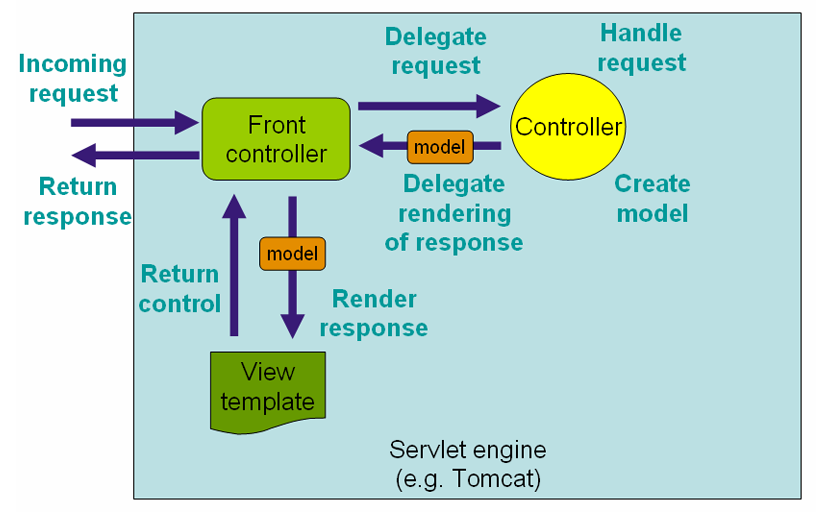 Incoming
request
Return
response
Front
controller
Delegate
request
Handle
request
Controller
model
Delegate
rendering
of response
Create
model
Return
control
model
Render
response
View
template
Servlet engine
(e.g. Tomcat)